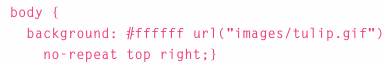 body {
  background: #ffffff url("images/tulip.gif")
    no-repeat top right;}